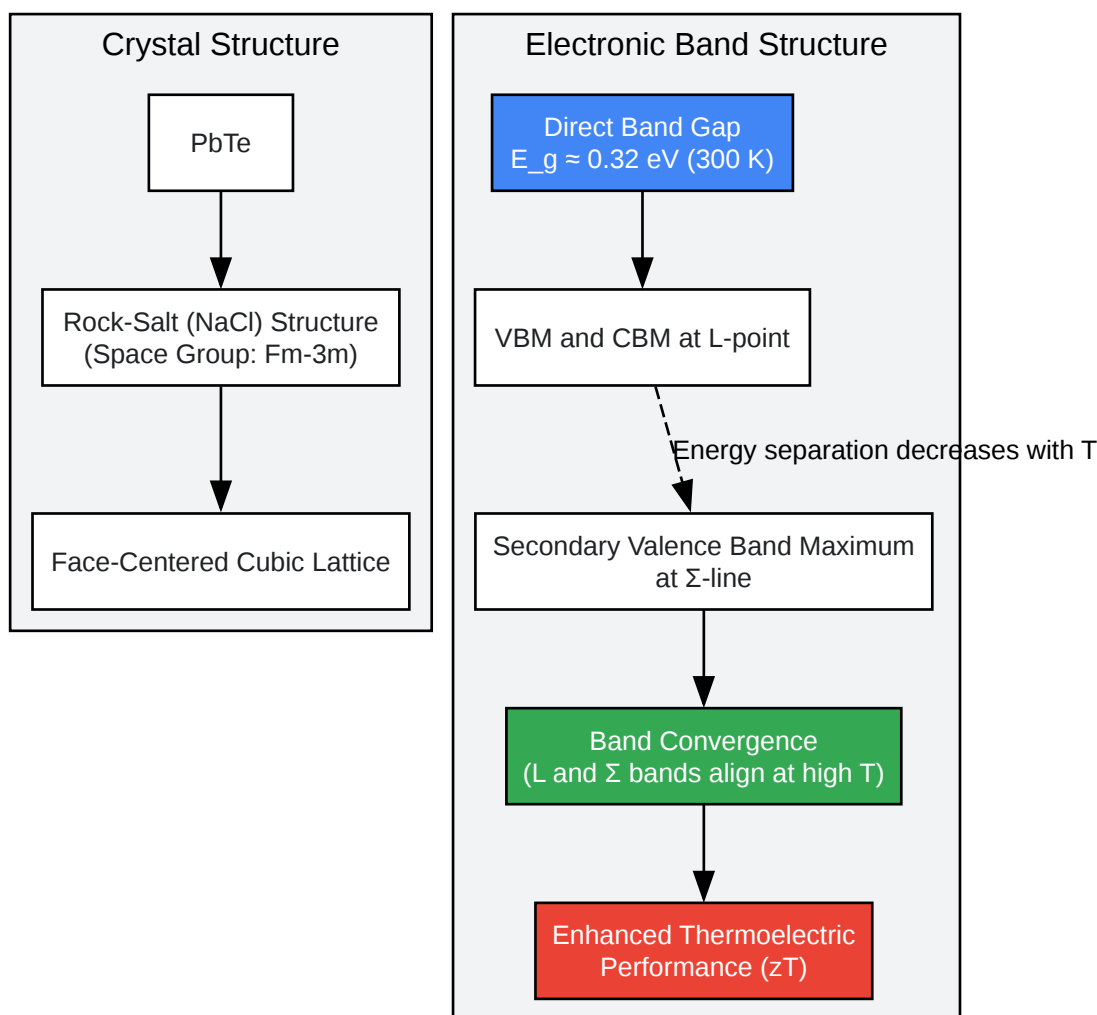 Crystal Structure
PbTe
Rock-Salt (NaCl) Structure
(Space Group: Fm-3m)
Face-Centered Cubic Lattice
Electronic Band Structure
Direct Band Gap
E_g ≈ 0.32 eV (300 K)
VBM and CBM at L-point
Energy separation decreases with T
Secondary Valence Band Maximum
at Σ-line
Band Convergence
(L and Σ bands align at high T)
Enhanced Thermoelectric
Performance (zT)